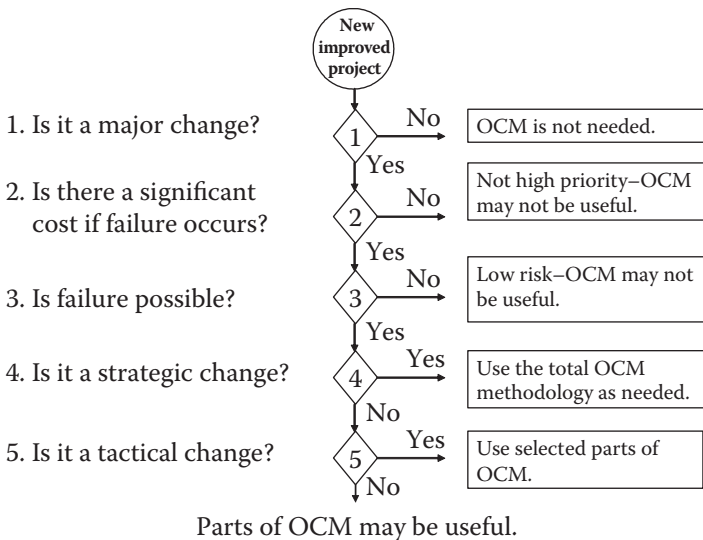 New
improved
project
1. Is it a major change?
1
No
OCM is not needed.
Yes
2. Is there a significant
cost if failure occurs?
2
No
Not high priority–OCM
may not be useful.
Yes
3. Is failure possible?
3
No
Low risk–OCM may not
be useful.
Yes
4. Is it a strategic change?
4
Yes
Use the total OCM
methodology as needed.
No
5. Is it a tactical change?
5
Yes
Use selected parts of
OCM.
No
Parts of OCM may be useful.